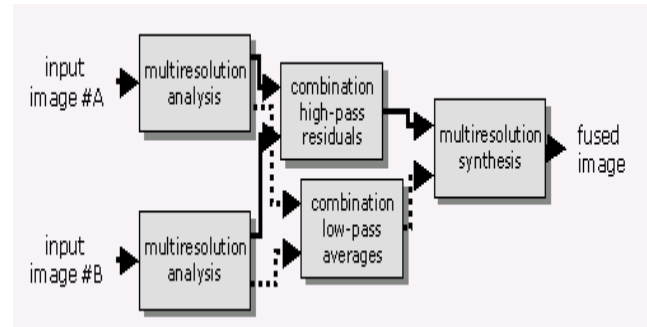 input
image #A
multiresolution
analysis
combination
high-pass
residuals
multiresolution
synthesis
fused
image
combination
low-pass
averages
input
image #B
multiresolution
analysis